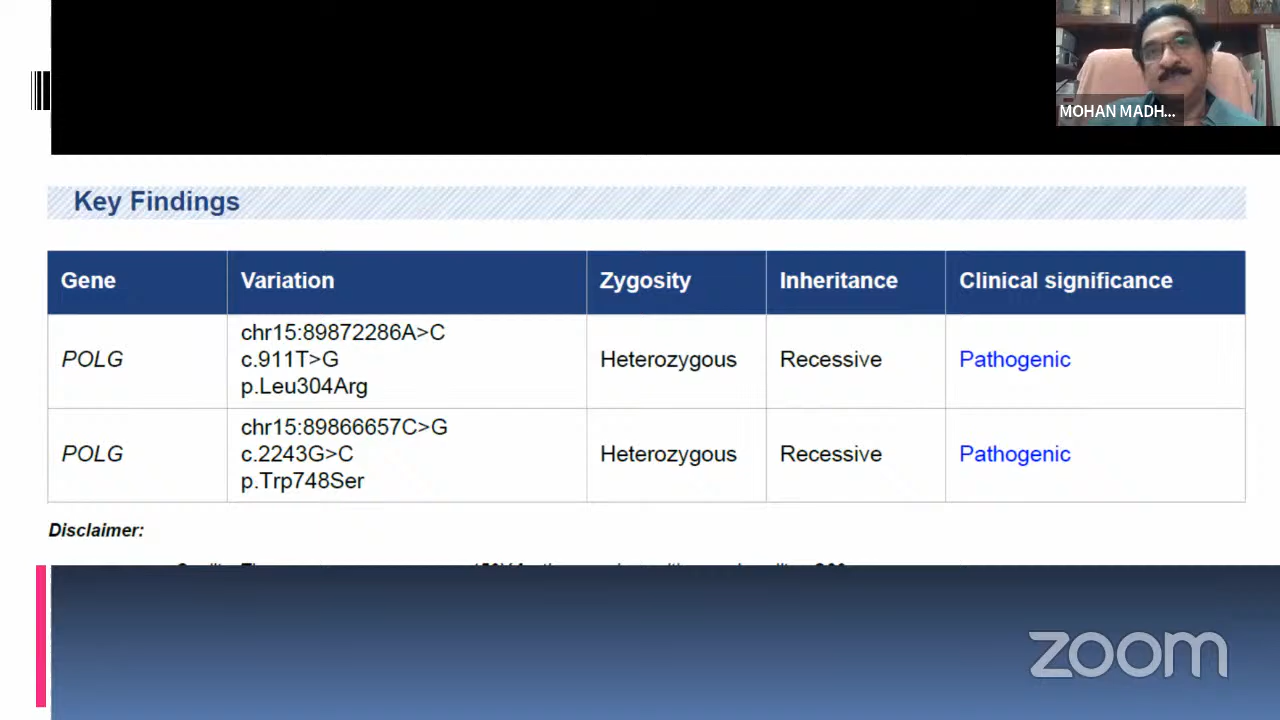 MOHAN MADH...
Key Findings
Gene Variation Zygosity Inheritance Clinical significance
chr15:89872286A>C
POLG c.911T>G Heterozygous Recessive Pathogenic
p.Leu304Arg
chr15:89866657C>G
POLG c.2243G>C Heterozygous Recessive Pathogenic
p.Trp748Ser
Disclaimer:
zoom